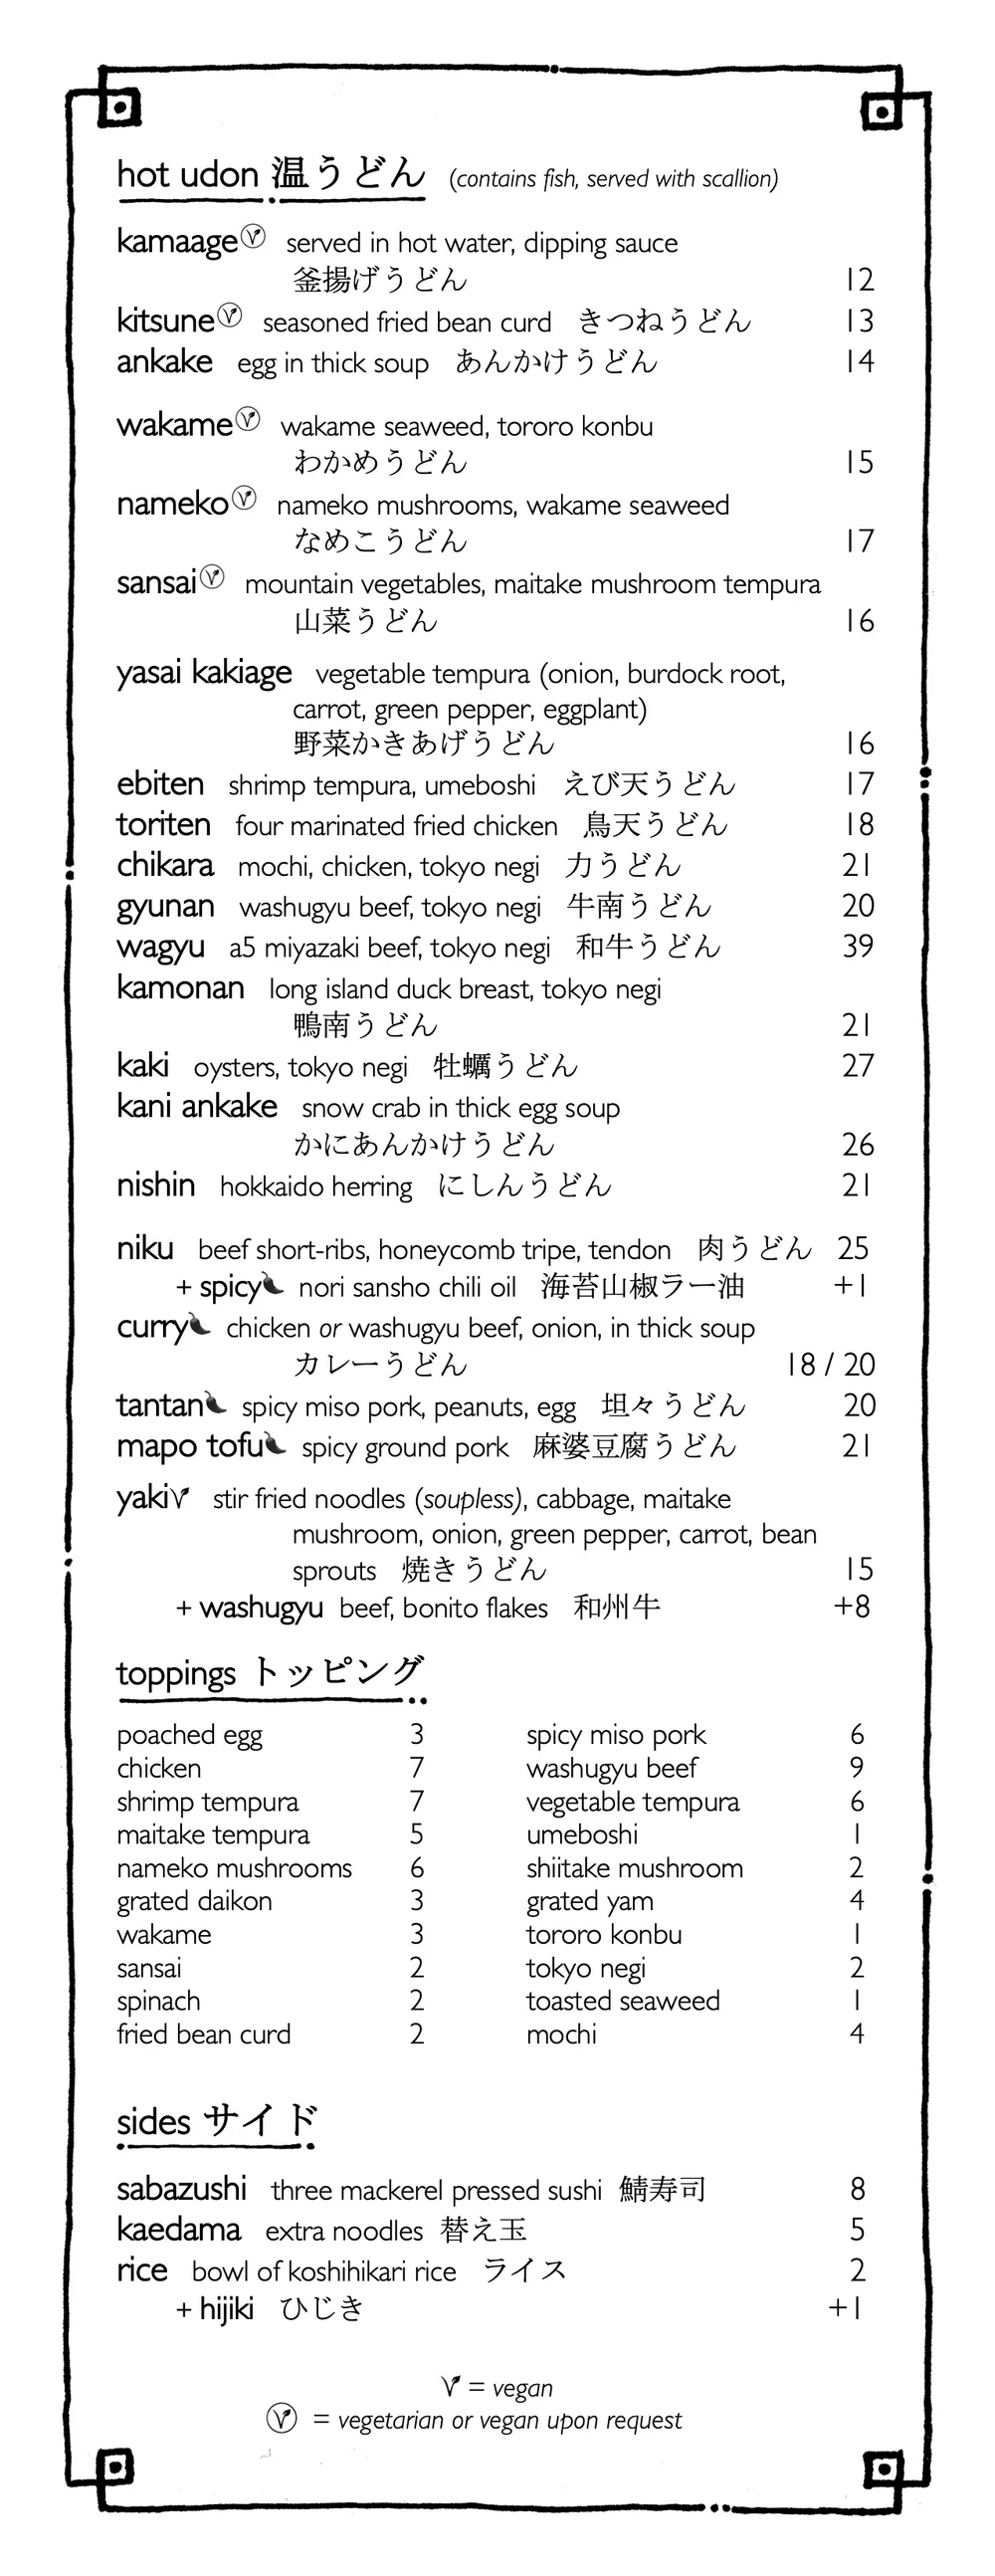 hot udon 温うどん (contains fish, served with scallion)
kamaage served in hot water, dipping sauce
釜揚げうどん 12
kitsune seasoned fried bean curd きつねうどん 13
ankake egg in thick soup あんかけうどん 14
wakame wakame seaweed, tororo konbu
わかめうどん 15
nameko nameko mushrooms, wakame seaweed
なめこうどん 17
sansai mountain vegetables, maitake mushroom tempura
山菜うどん 16
yasai kakiage vegetable tempura (onion, burdock root,
carrot, green pepper, eggplant)
野菜かきあげうどん 16
ebiten shrimp tempura, umeboshi えび天うどん 17
toriten four marinated fried chicken 鳥天うどん 18
chikara mochi, chicken, tokyo negi 力うどん 21
gyunan washugyu beef, tokyo negi 牛南うどん 20
wagyu a5 miyazaki beef, tokyo negi 和牛うどん 39
kamonan long island duck breast, tokyo negi
鴨南うどん 21
kaki oysters, tokyo negi 牡蠣うどん 27
kani ankake snow crab in thick egg soup
かにあんかけうどん 26
nishin hokkaido herring にしんうどん 21
niku beef short-ribs, honeycomb tripe, tendon 肉うどん 25
+ spicy nori sansho chili oil 海苔山椒ラー油 +1
curry chicken or washugyu beef, onion, in thick soup
カレーうどん 18 / 20
tantan spicy miso pork, peanuts, egg 坦々うどん 20
mapo tofu spicy ground pork 麻婆豆腐うどん 21
yaki stir fried noodles (soupless), cabbage, maitake
mushroom, onion, green pepper, carrot, bean
sprouts 焼きうどん 15
+ washugyu beef, bonito flakes 和州牛 +8
toppings トッピング
poached egg 3 spicy miso pork 6
chicken 7 washugyu beef 9
shrimp tempura 7 vegetable tempura 6
maitake tempura 5 umeboshi 1
nameko mushrooms 6 shiitake mushroom 2
grated daikon 3 grated yam 4
wakame 3 tororo konbu 1
sansai 2 tokyo negi 2
spinach 2 toasted seaweed 1
fried bean curd 2 mochi 4
sides サイド
sabazushi three mackerel pressed sushi 鯖寿司 8
kaedama extra noodles 替え玉 5
rice bowl of koshihikari rice ライス 2
+ hijiki ひじき +1
V = vegan
Ⓥ = vegetarian or vegan upon request